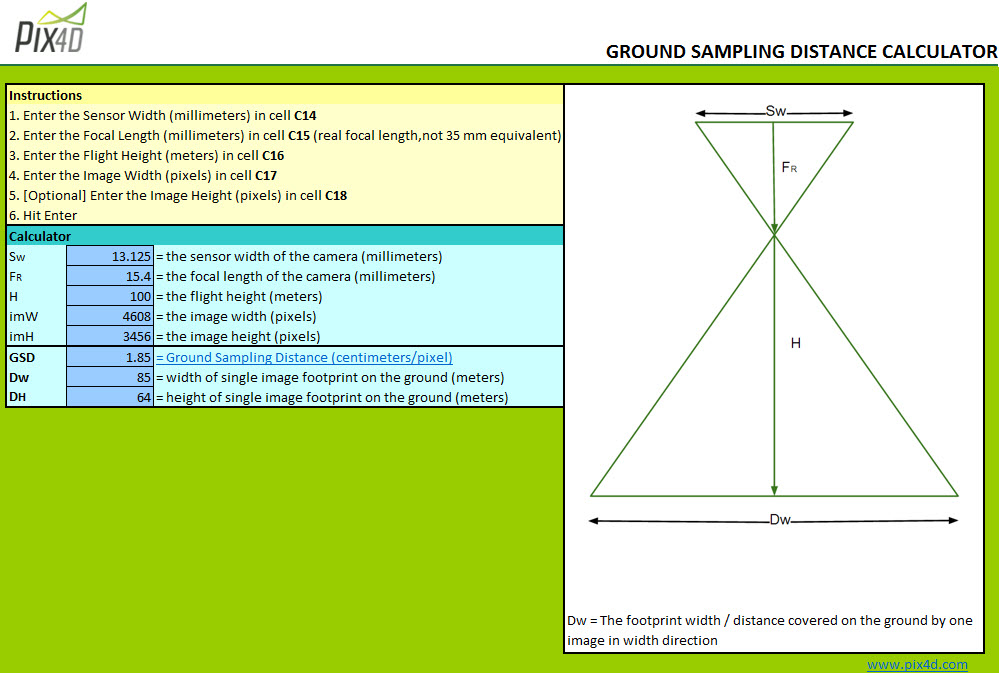 PIX4D
GROUND SAMPLING DISTANCE CALCULATOR
Instructions
1. Enter the Sensor Width (millimeters) in cell C14
2. Enter the Focal Length (millimeters) in cell C15 (real focal length,not 35 mm equivalent)
3. Enter the Flight Height (meters) in cell C16
4. Enter the Image Width (pixels) in cell C17
5. [Optional] Enter the Image Height (pixels) in cell C18
6. Hit Enter
Calculator
Sw 13.125 = the sensor width of the camera (millimeters)
FR 15.4 = the focal length of the camera (millimeters)
H 100 = the flight height (meters)
imW 4608 = the image width (pixels)
imH 3456 = the image height (pixels)
GSD 1.85 = Ground Sampling Distance (centimeters/pixel)
Dw 85 = width of single image footprint on the ground (meters)
DH 64 = height of single image footprint on the ground (meters)
Sw
FR
H
Dw
Dw = The footprint width / distance covered on the ground by one
image in width direction
www.pix4d.com